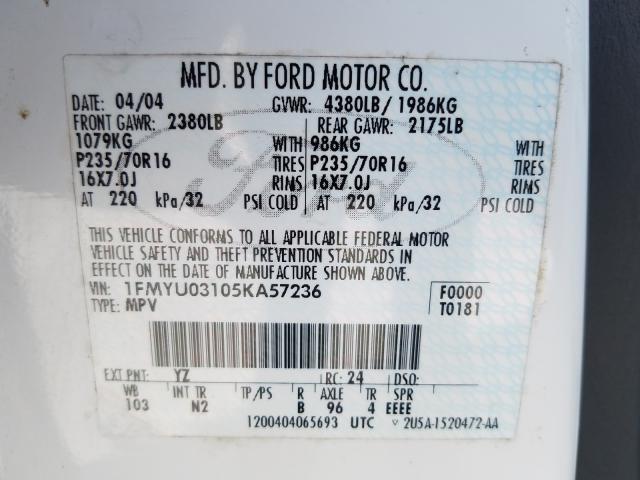 MFD. BY FORD MOTOR CO.
DATE: 04/04 GVWR: 4380LB/ 1986KG
FRONT GAWR: 2380LB REAR GAWR: 2175LB
1079KG WITH 986KG WITH
P235/70R16 TIRES P235/70R16 TIRES
16X7.0J RIMS 16X7.0J RIMS
AT 220 kPa/32 PSI COLD AT 220 kPa/32 PSI COLD
THIS VEHICLE CONFORMS TO ALL APPLICABLE FEDERAL MOTOR
VEHICLE SAFETY AND THEFT PREVENTION STANDARDS IN
EFFECT ON THE DATE OF MANUFACTURE SHOWN ABOVE.
VIN: 1FMYU03105KA57236 F0000
TYPE: MPV T0181
EXT PNT: YZ RC: 24 DSO:
WB INT TR TP/PS R AXLE TR SPR
103 N2 B 96 4 EEEE
1200404065693 UTC ▽ 2U5A-1520472-AA
Ford